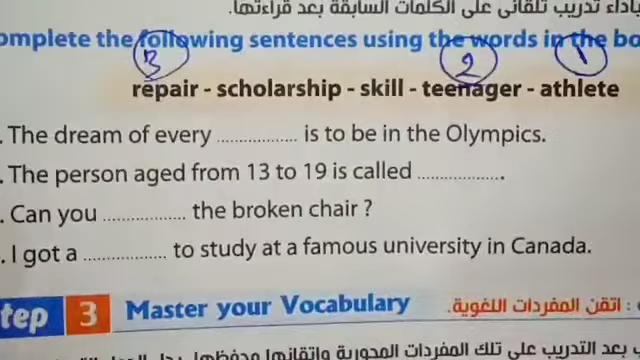 باداء تدريب تلقائى على الكلمات السابقة بعد قراءتها.
omplete the following sentences using the words in the bo
3 2 1
repair - scholarship - skill - teenager - athlete
. The dream of every ................. is to be in the Olympics.
. The person aged from 13 to 19 is called ..................
. Can you ................. the broken chair ?
. I got a ................. to study at a famous university in Canada.
tep 3 Master your Vocabulary : اتقن المفردات اللغوية.
بعد التدريب على تلك المفردات المحورية واتقانها وحفظها